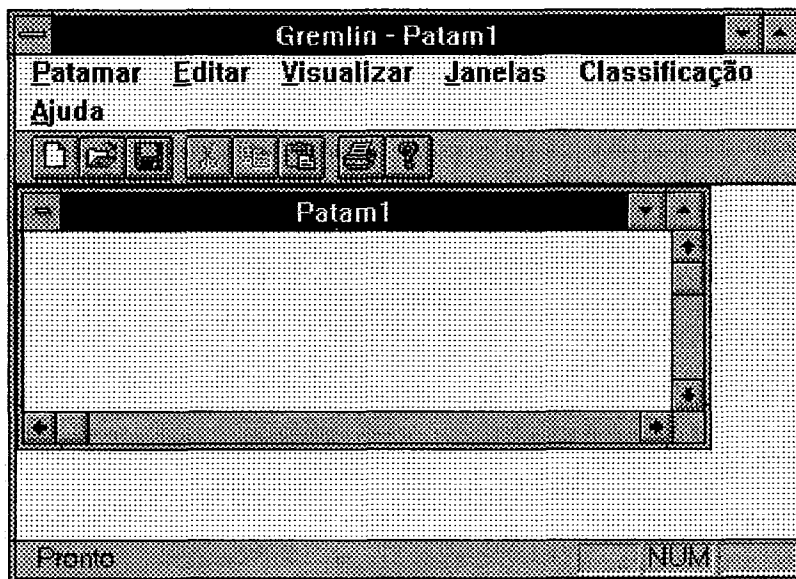 Gremlin - Patam1
Patamar Editar Visualizar Janelas Classificação
Ajuda
Patam1
Pronto NUM